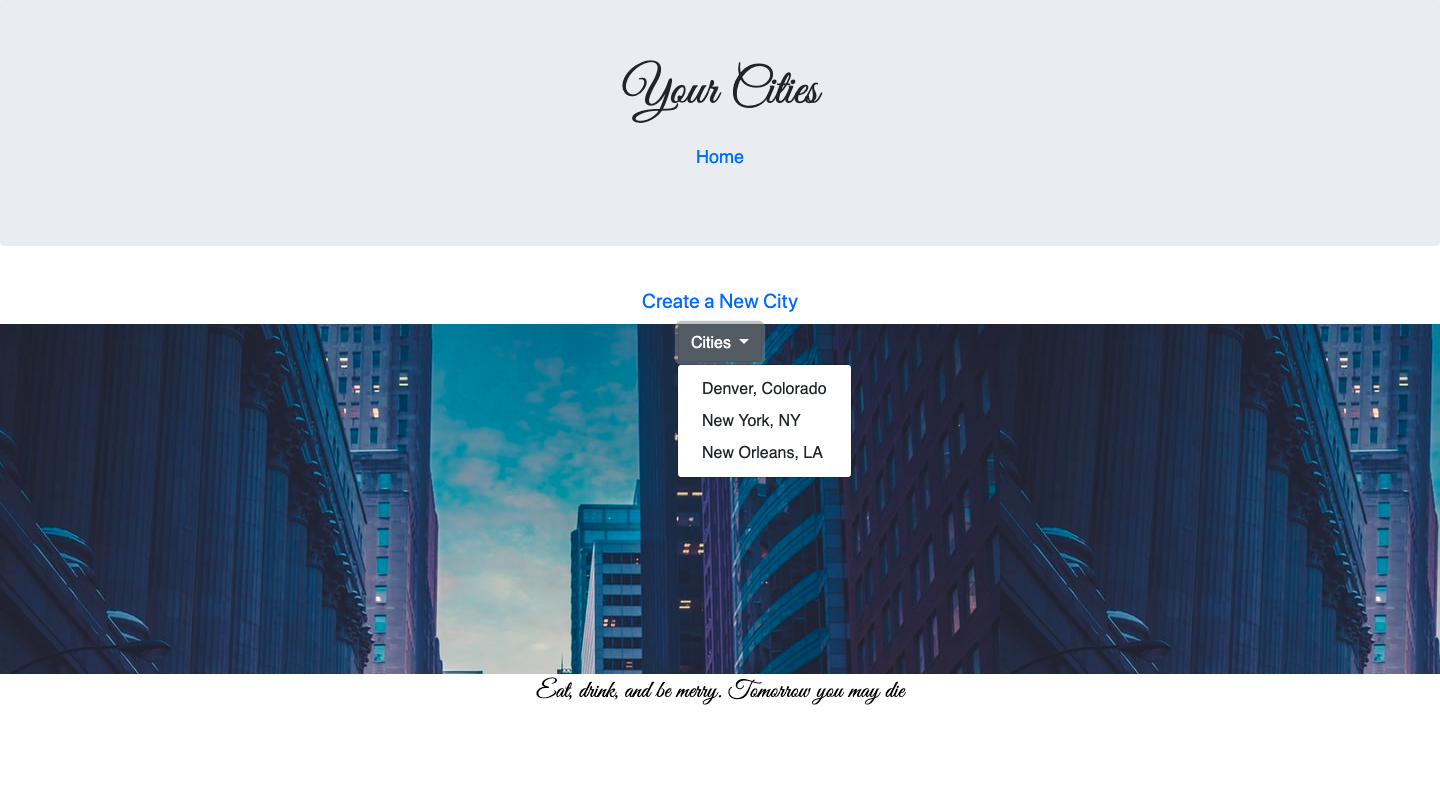 Your Cities
Home
Create a New City
Cities
Denver, Colorado
New York, NY
New Orleans, LA
Eat, drink, and be merry. Tomorrow you may die